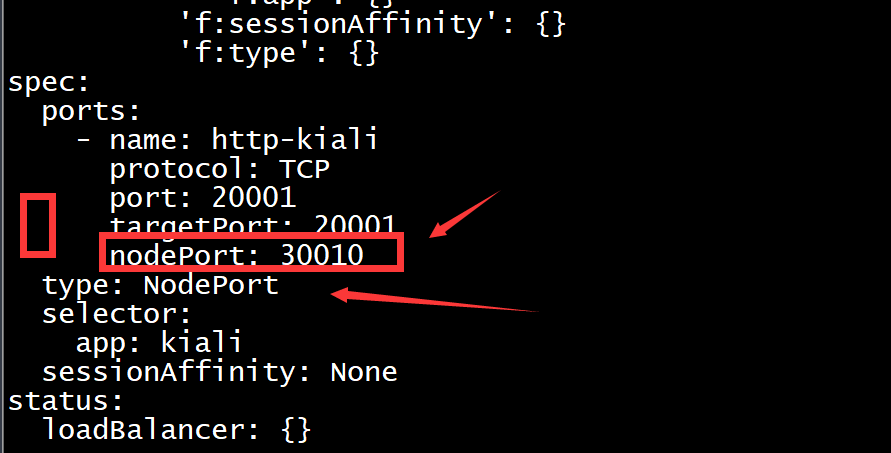 'f:app': {}
'f:sessionAffinity': {}
'f:type': {}
spec:
ports:
- name: http-kiali
protocol: TCP
port: 20001
targetPort: 20001
nodePort: 30010
type: NodePort
selector:
app: kiali
sessionAffinity: None
status:
loadBalancer: {}